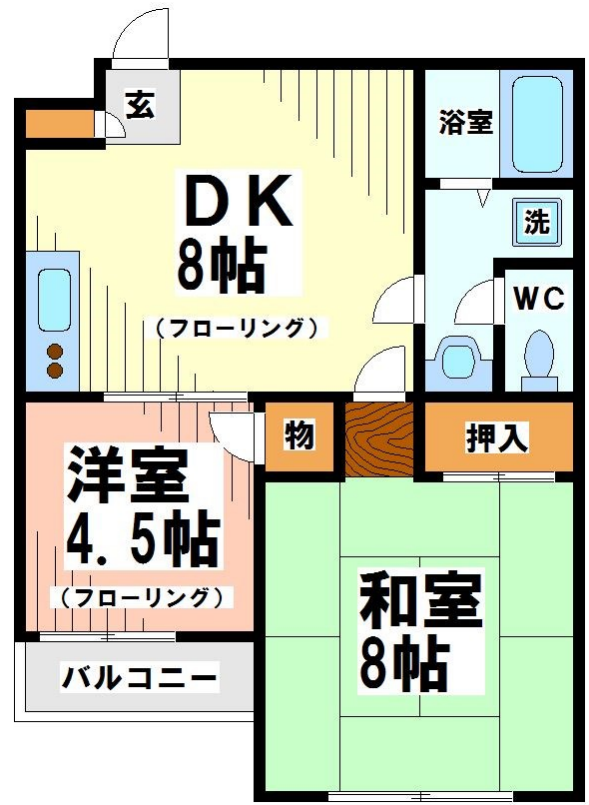 玄
浴室
DK
8帖
(フローリング)
洗
WC
物
押入
洋室
4.5帖
(フローリング)
和室
8帖
バルコニー